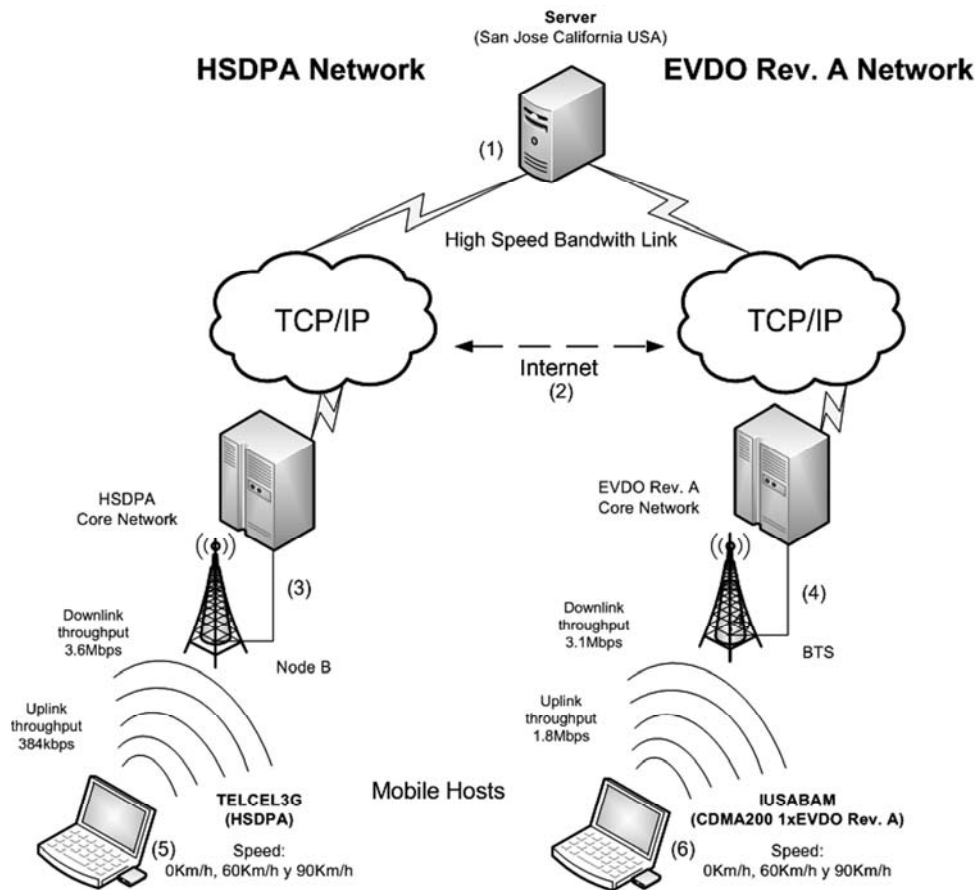 Server
(San Jose California USA)
HSDPA Network
EVDO Rev. A Network
(1)
High Speed Bandwith Link
TCP/IP
TCP/IP
Internet
(2)
HSDPA
Core Network
EVDO Rev. A
Core Network
(3)
(4)
Downlink
throughput
3.6Mbps
Node B
Downlink
throughput
3.1Mbps
BTS
Uplink
throughput
384kbps
Uplink
throughput
1.8Mbps
Mobile Hosts
TELCEL3G
(HSDPA)
(5)
Speed:
0Km/h, 60Km/h y 90Km/h
IUSABAM
(CDMA200 1xEVDO Rev. A)
(6)
Speed:
0Km/h, 60Km/h y 90Km/h